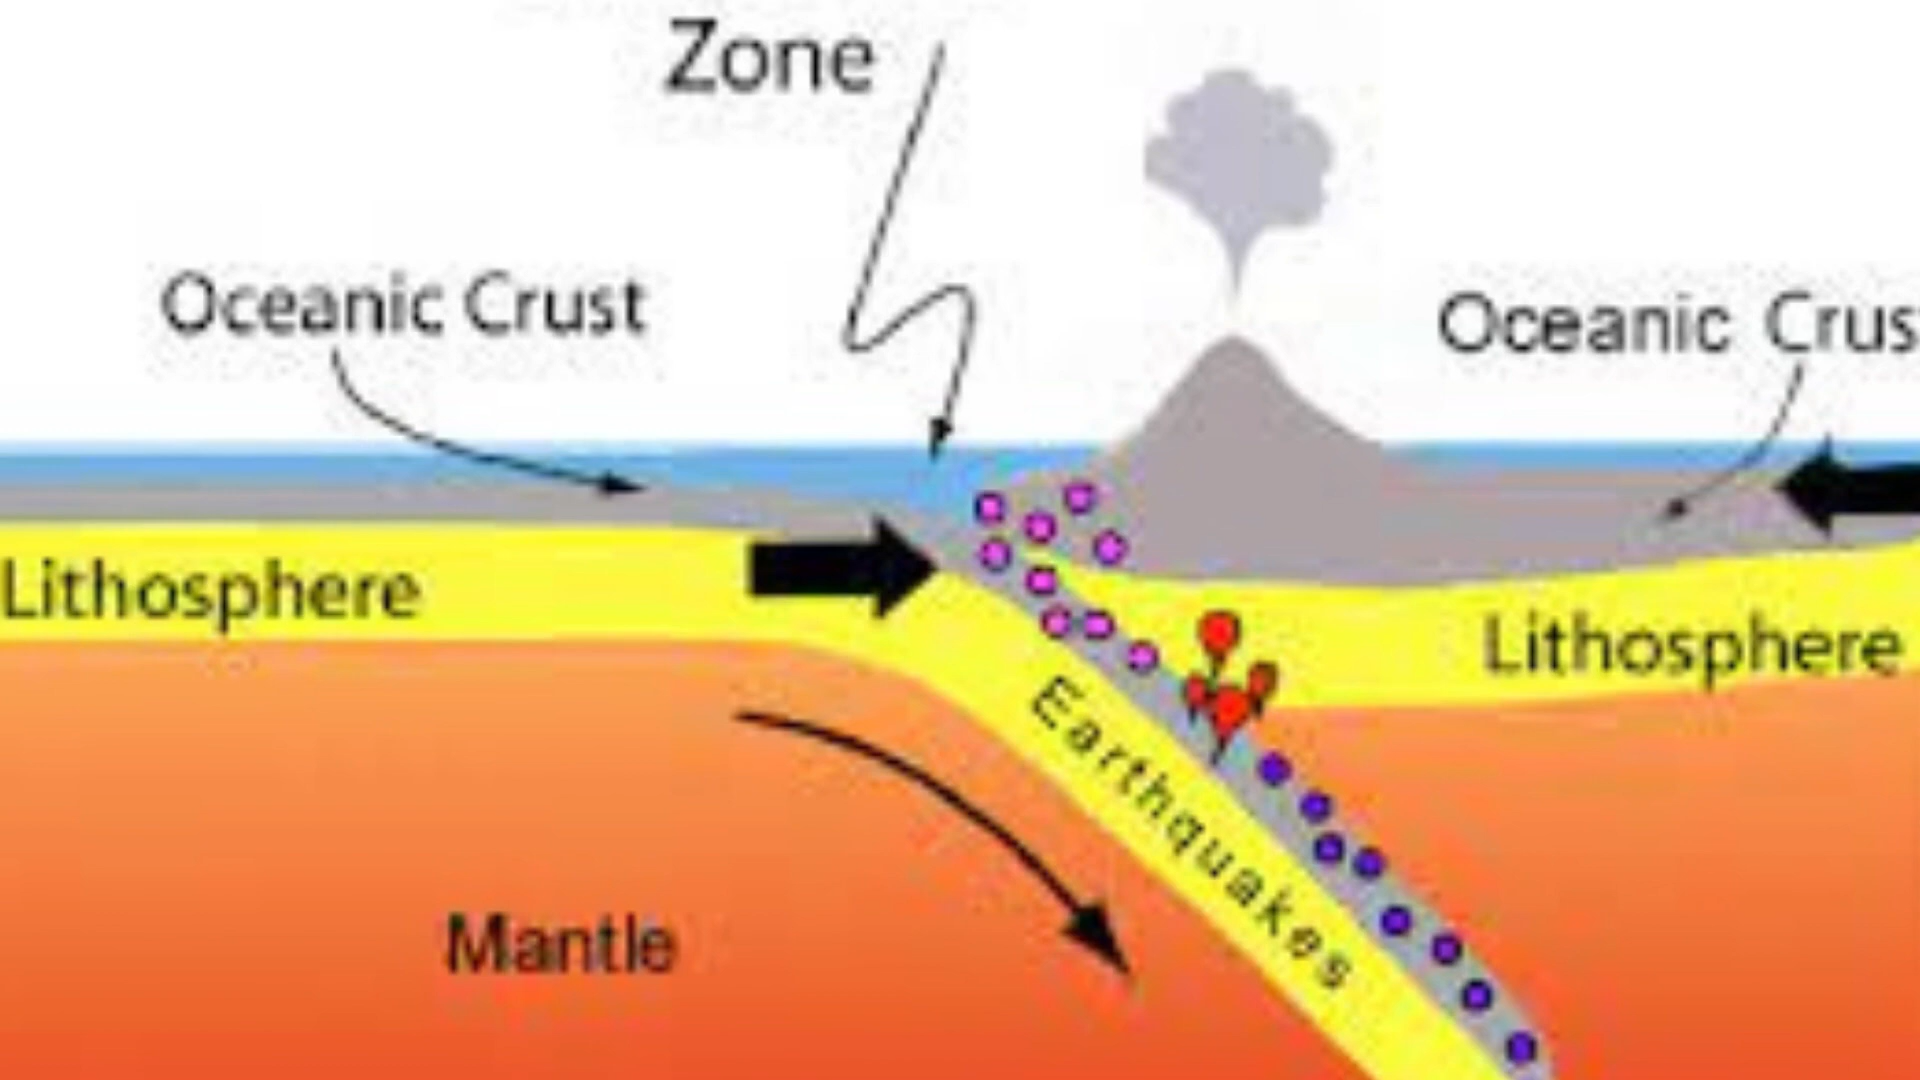 Zone
Oceanic Crust
Oceanic Crus
Lithosphere
Lithosphere
Earthquakes
Mantle